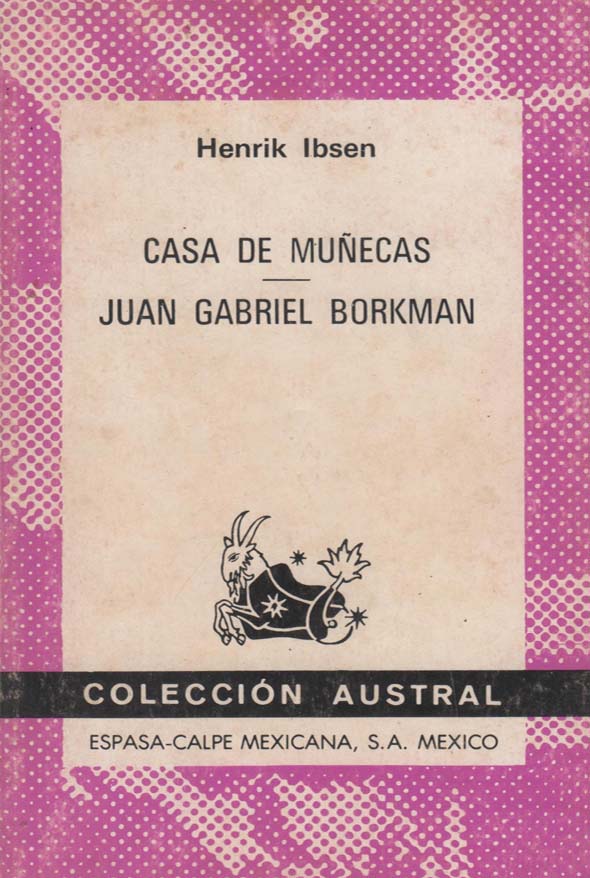 Henrik Ibsen
CASA DE MUÑECAS
JUAN GABRIEL BORKMAN
COLECCIÓN AUSTRAL
ESPASA-CALPE MEXICANA, S.A. MEXICO